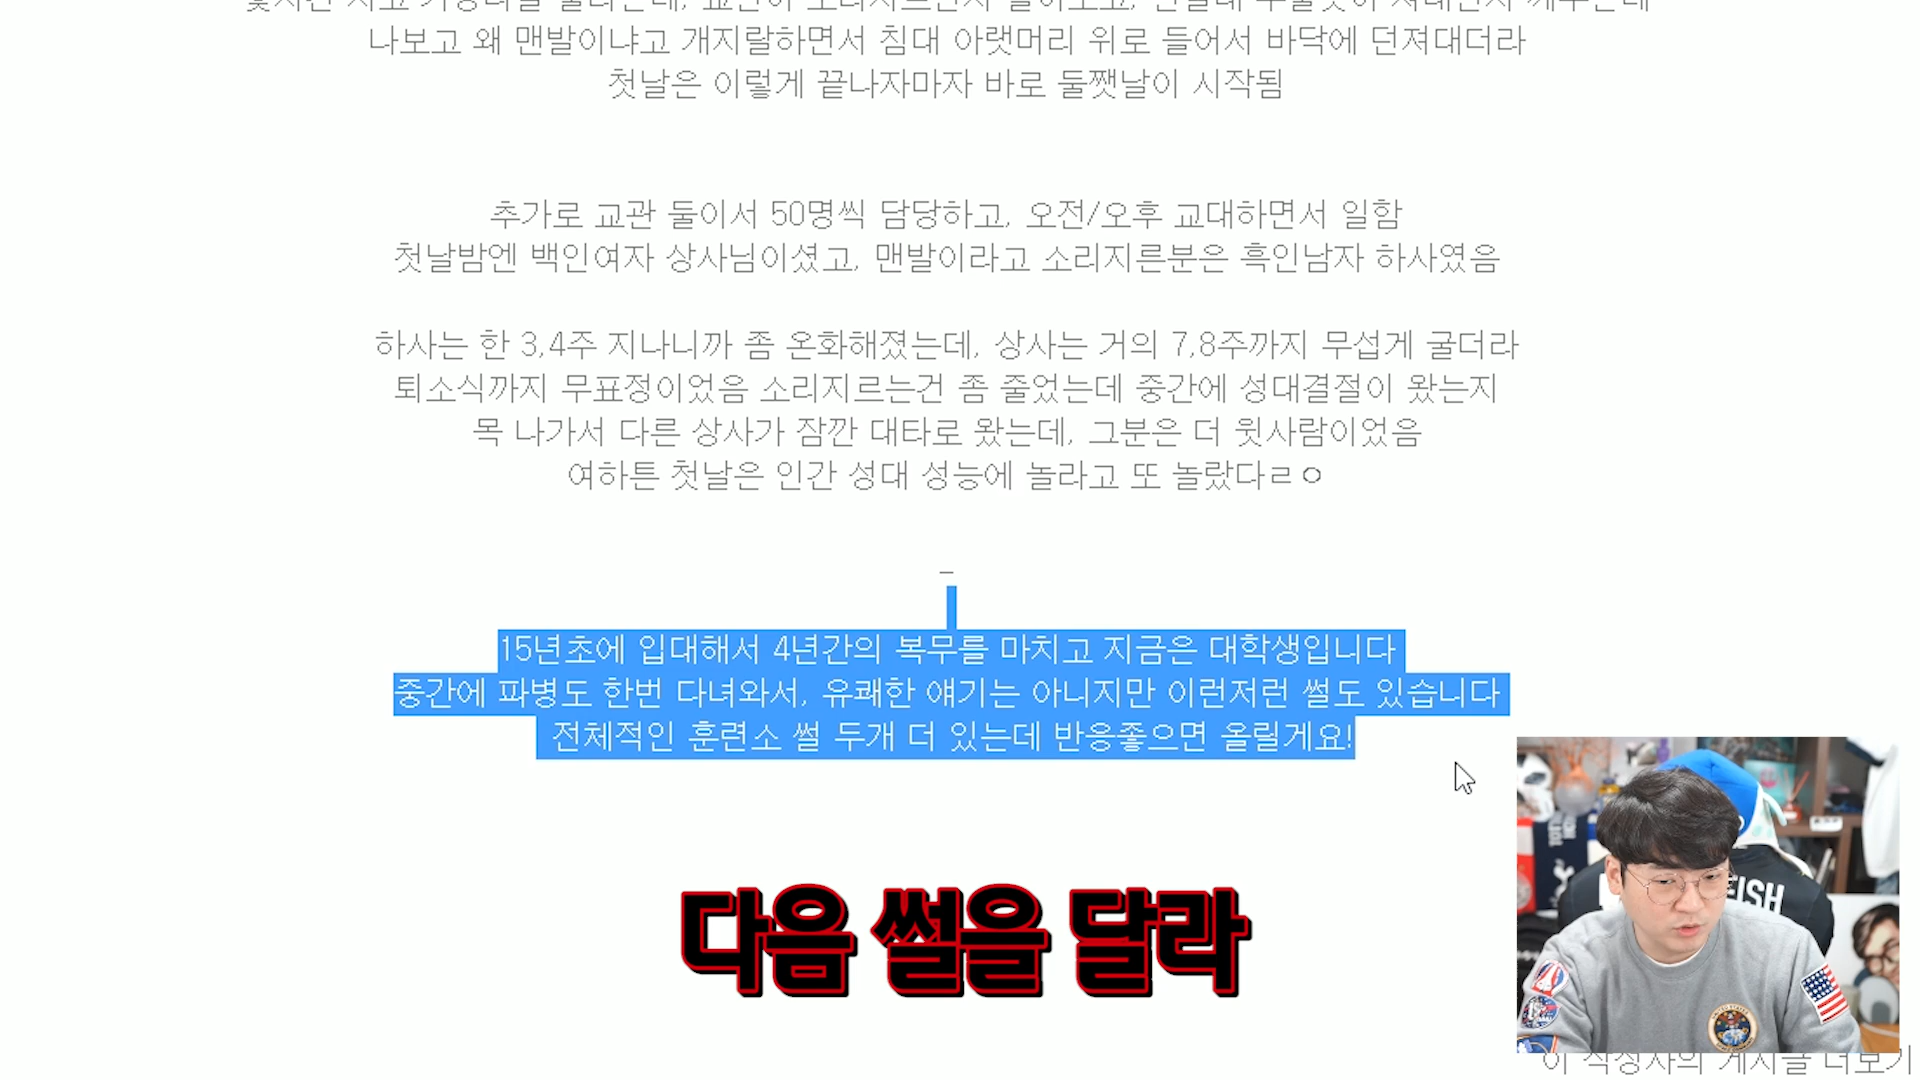 나보고 왜 맨발이냐고 개지랄하면서 침대 아랫머리 위로 들어서 바닥에 던져대더라
첫날은 이렇게 끝나자마자 바로 둘쨋날이 시작됨
추가로 교관 둘이서 50명씩 담당하고, 오전/오후 교대하면서 일함
첫날밤엔 백인여자 상사님이셨고, 맨발이라고 소리지른분은 흑인남자 하사였음
하사는 한 3,4주 지나니까 좀 온화해졌는데, 상사는 거의 7,8주까지 무섭게 굴더라
퇴소식까지 무표정이었음 소리지르는건 좀 줄었는데 중간에 성대결절이 왔는지
목 나가서 다른 상사가 잠깐 대타로 왔는데, 그분은 더 윗사람이었음
여하튼 첫날은 인간 성대 성능에 놀라고 또 놀랐다ㄹㅇ
–
15년초에 입대해서 4년간의 복무를 마치고 지금은 대학생입니다
중간에 파병도 한번 다녀와서, 유쾌한 얘기는 아니지만 이런저런 썰도 있습니다
전체적인 훈련소 썰 두개 더 있는데 반응좋으면 올릴게요!
다음 썰을 달라
이 작성자의 게시글 더보기